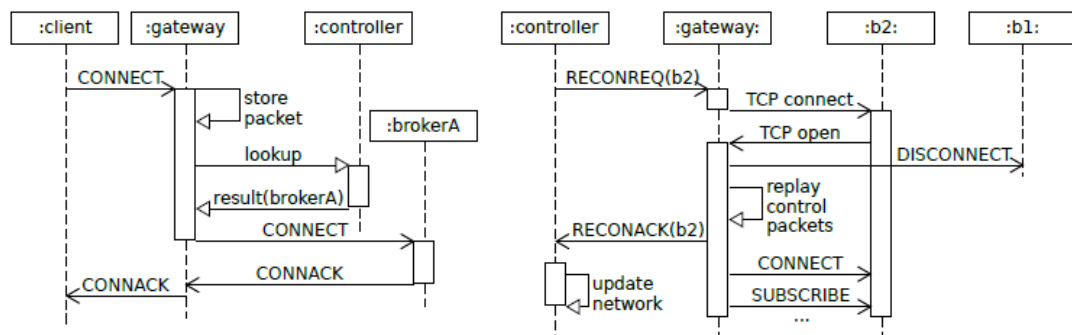 :client
:gateway
:controller
CONNECT
store
packet
:brokerA
lookup
result(brokerA)
CONNECT
CONNACK
CONNACK
:controller
:gateway:
:b2:
:b1:
RECONREQ(b2)
TCP connect
TCP open
DISCONNECT
replay
control
packets
RECONACK(b2)
CONNECT
update
network
SUBSCRIBE
...